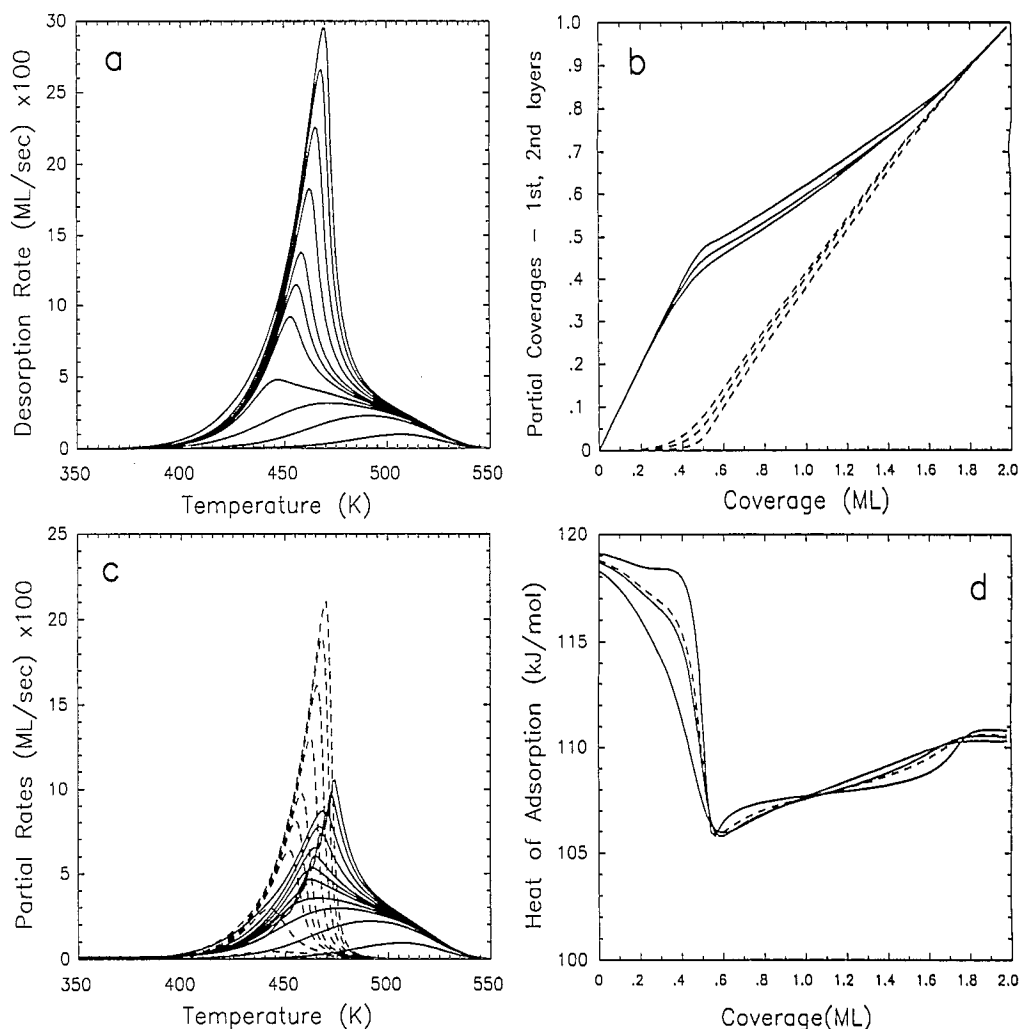 a
Desorption Rate (ML/sec) x100
30
25
20
15
10
5
0
350 400 450 500 550
Temperature (K)
b
Partial Coverages - 1st, 2nd layers
1.0
.9
.8
.7
.6
.5
.4
.3
.2
.1
0
0 .2 .4 .6 .8 1.0 1.2 1.4 1.6 1.8 2.0
Coverage (ML)
c
Partial Rates (ML/sec) x100
25
20
15
10
5
0
350 400 450 500 550
Temperature (K)
d
Heat of Adsorption (kJ/mol)
120
115
110
105
100
0 .2 .4 .6 .8 1.0 1.2 1.4 1.6 1.8 2.0
Coverage(ML)